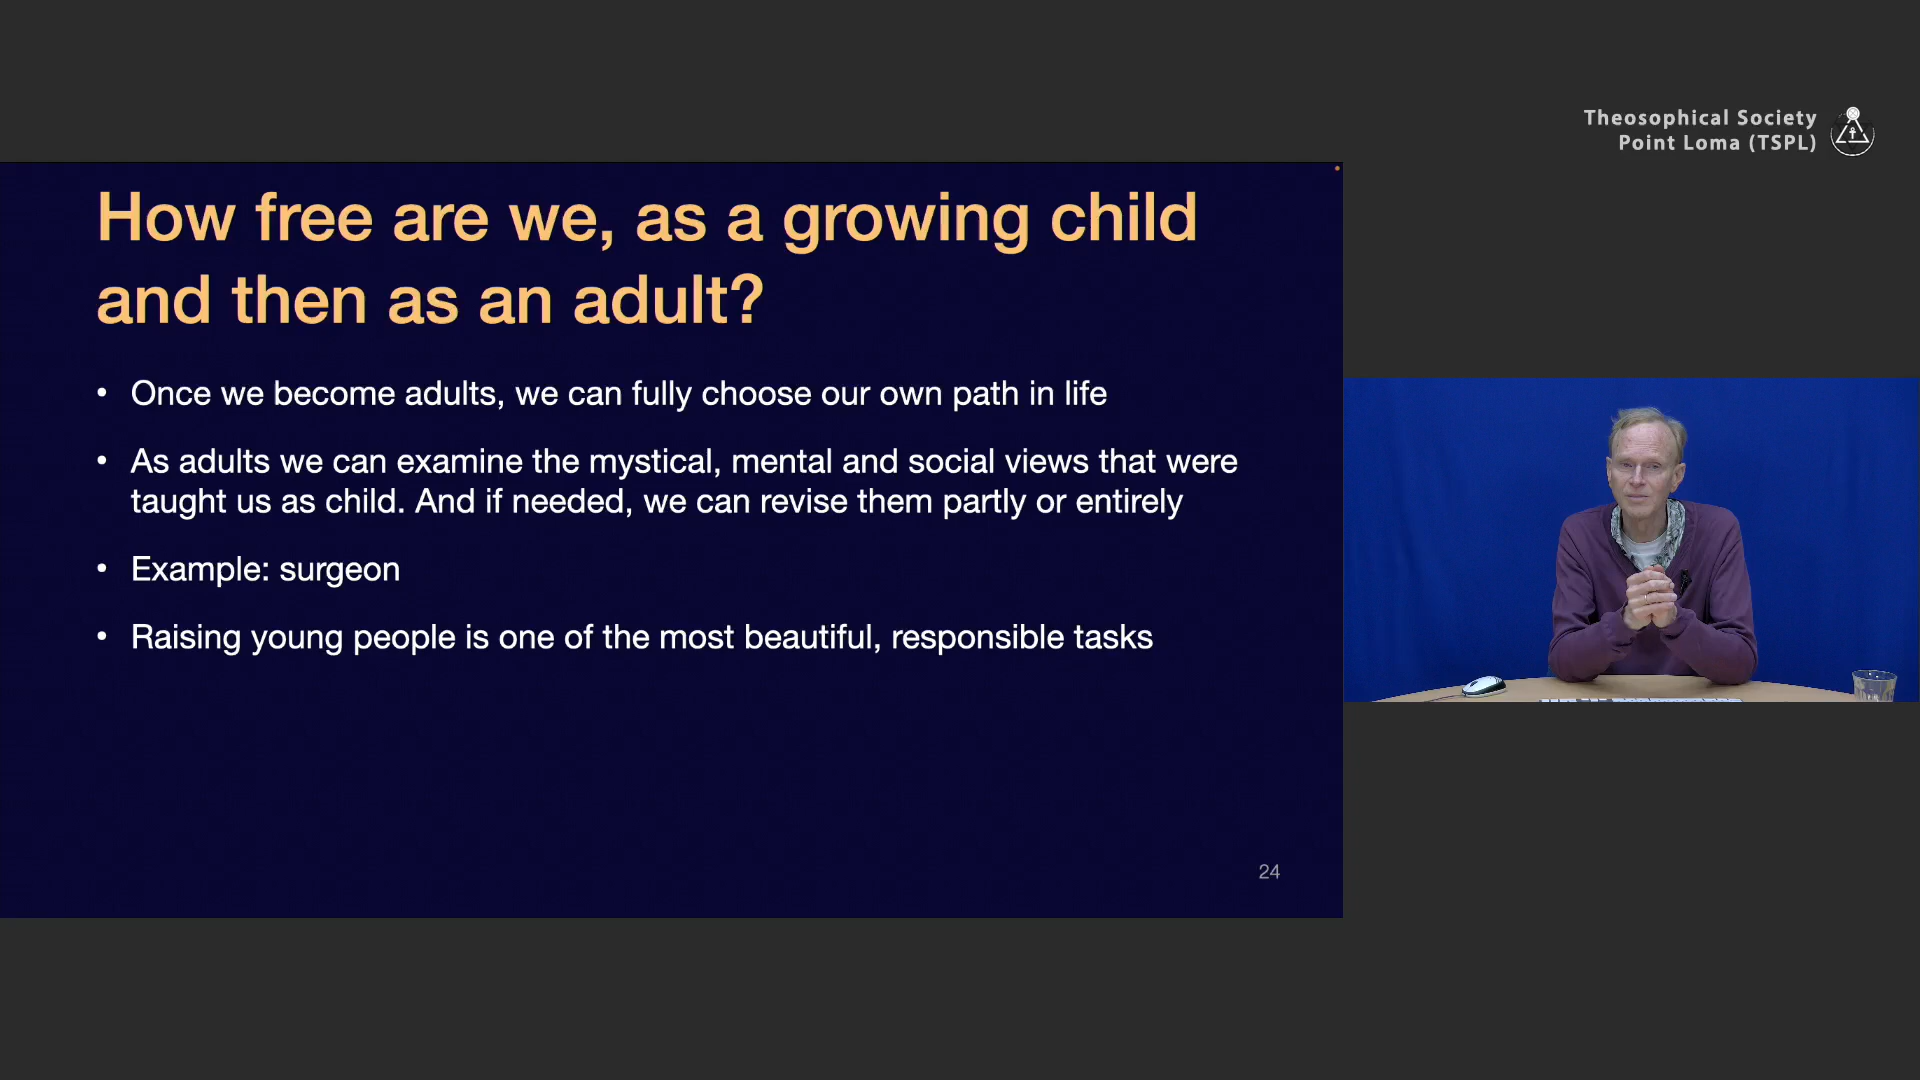 Theosophical Society
Point Loma (TSPL)
How free are we, as a growing child
and then as an adult?
• Once we become adults, we can fully choose our own path in life
• As adults we can examine the mystical, mental and social views that were
taught us as child. And if needed, we can revise them partly or entirely
• Example: surgeon
• Raising young people is one of the most beautiful, responsible tasks
24